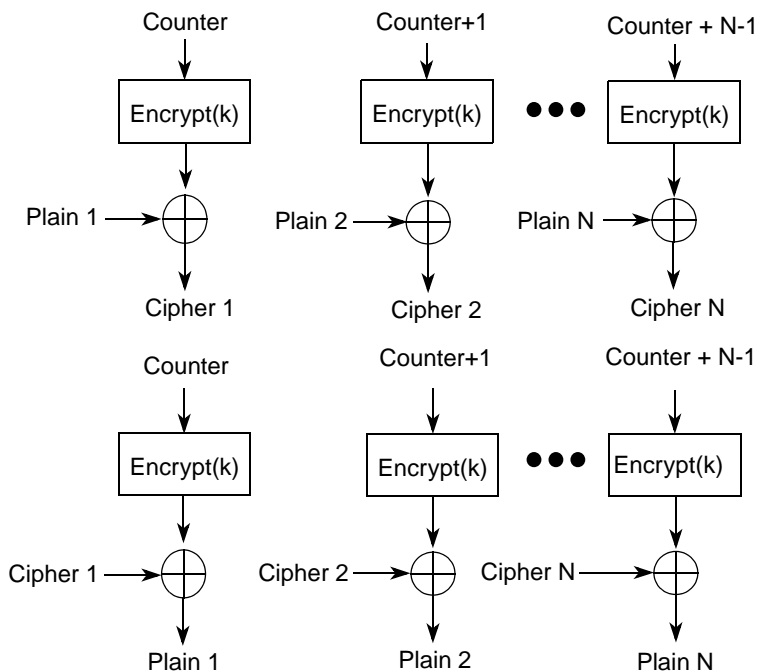 Counter Counter+1 Counter + N-1
Encrypt(k) Encrypt(k) Encrypt(k)
Plain 1 Plain 2 Plain N
Cipher 1 Cipher 2 Cipher N
Counter Counter+1 Counter + N-1
Encrypt(k) Encrypt(k) Encrypt(k)
Cipher 1 Cipher 2 Cipher N
Plain 1 Plain 2 Plain N